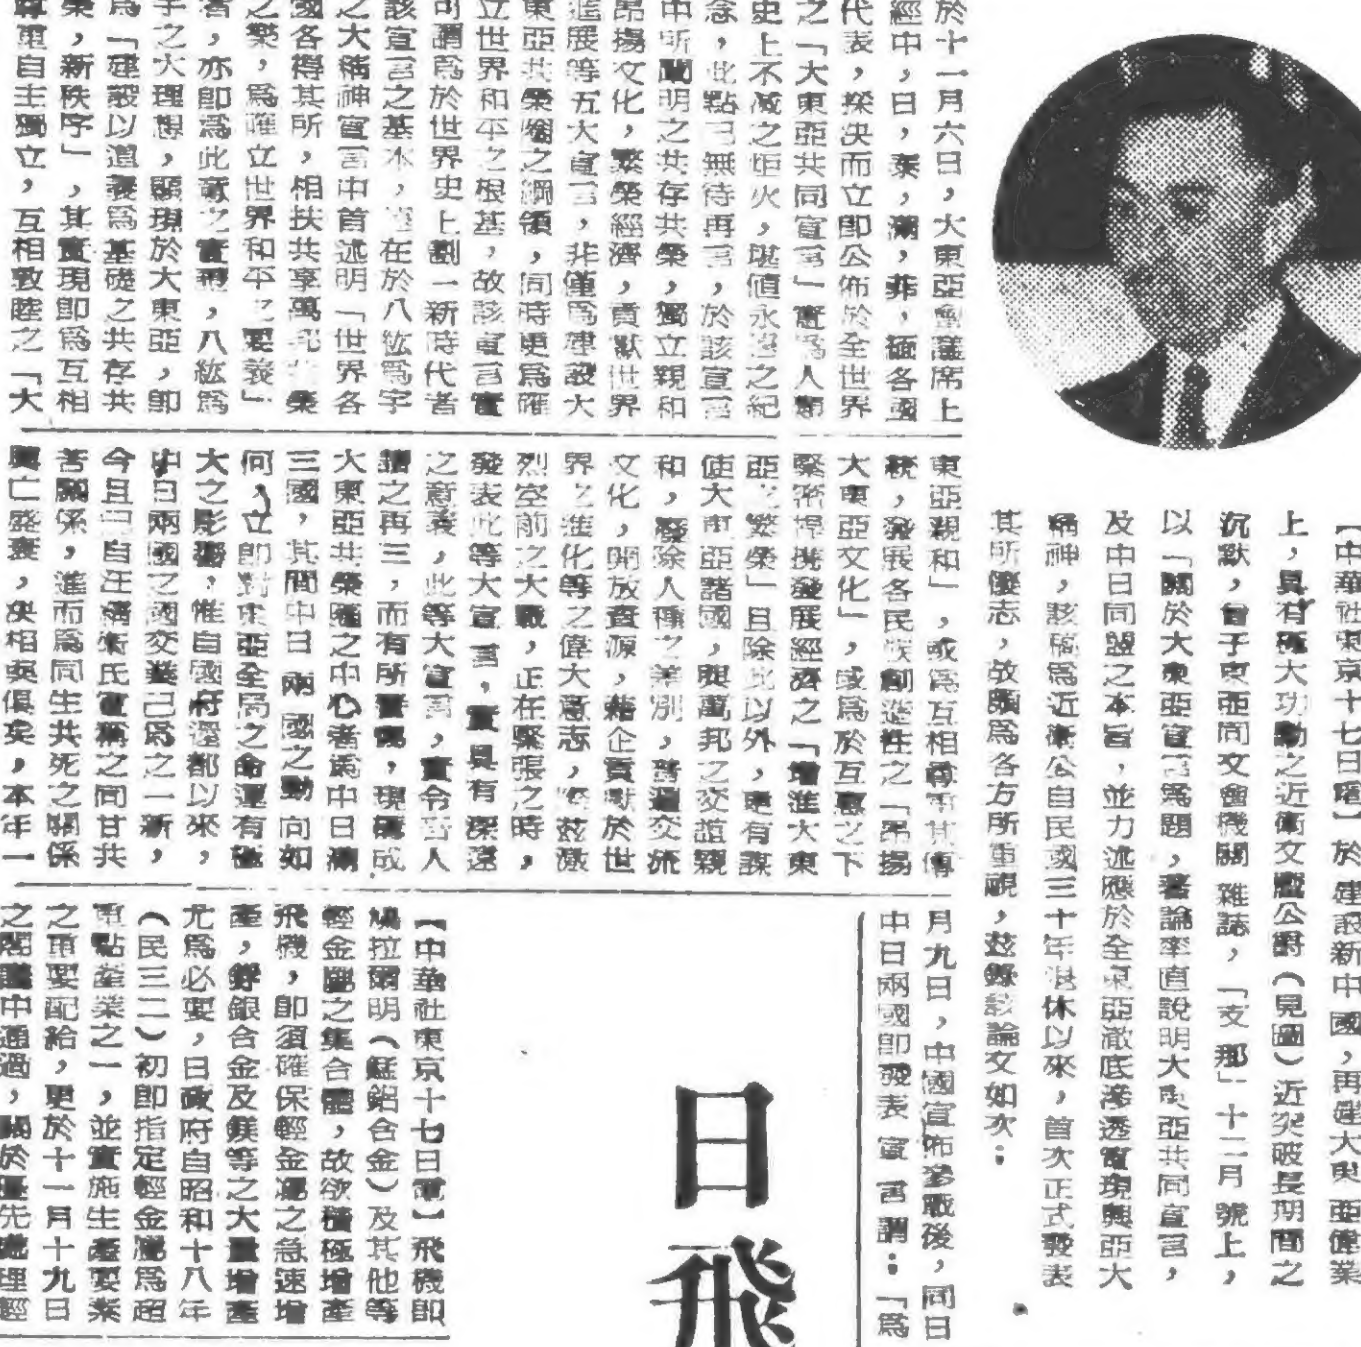 【中華社東京十七日電】於建設新中國，再建大東亞偉業
上，具有極大功勳之近衛文麿公爵（見圖）近突破長期間之
沉默，曾于東亞同文會機關雜誌，「支那」十二月號上，
以「關於大東亞宣言爲題，著論率直說明大東亞共同宣言，
及中日同盟之本旨，並力述應於全東亞澈底滲透實現興亞大
精神，該稿爲近衛公自民國三十年退休以來，首次正式發表
其所懷志，故頗爲各方所重視，玆錄該論文如次：
於十一月六日，大東亞會議席上
經中，日，泰，滿，菲，緬各國
代表，採決而立即公佈於全世界
之「大東亞共同宣言」實爲人類
史上不滅之炬火，堪値永遠之紀
念，此點已無待再言，於該宣言
中所闡明之共存共榮，獨立親和
昂揚文化，繁榮經濟，貢獻世界
進展等五大宣言，非僅爲建設大
東亞共榮圈之綱領，同時更爲確
立世界和平之根基，故該宣言實
可謂爲於世界史上劃一新時代者
該宣言之基本，在於八紘爲宇
之大精神宣言中首述明「世界各
國各得其所，相扶共享萬邦共榮
之樂，爲確立世界和平之要義」
者，亦即爲此意之實現，八紘爲
宇之大理想，顯現於大東亞，即
爲「建設以道義爲基礎之共存共
榮，新秩序」，其實現即爲互相
尊重自主獨立，互相敦睦之「大
東亞親和」，或爲互相尊重其傳
統，發展各民族創造性之「昂揚
大東亞文化」，或爲於互惠之下
緊密提携發展經濟之「增進大東
亞之繁榮」且除此以外，更有謀
使大東亞諸國，與萬邦之交誼親
和，廢除人種之差別，普遍交流
文化，開放資源，藉企貢獻於世
界之進化等之偉大意志，於玆激
烈空前之大戰，正在緊張之時，
發表此等大宣言，實具有深遠
之意義，此等大宣言，實令吾人
讀之再三，而有所警惕，現構成
大東亞共榮圈之中心者爲中日滿
三國，其間中日兩國之動向如
何，立即對東亞全局之命運有極
大之影響，惟自國府還都以來，
中日兩國之國交業已爲之一新，
今且已自汪精衛氏宣稱之同甘共
苦關係，進而爲同生共死之關係
興亡盛衰，決相與俱矣，本年一
月九日，中國宣佈參戰後，同日
中日兩國即發表宣言謂：「爲
日飛
【中華社東京十七日電】飛機即
鳩拉爾明（錳鋁合金）及其他等
輕金屬之集合體，故欲積極增產
飛機，即須確保輕金屬之急速增
產，鋅銀合金及鎂等之大量增產
尤爲必要，日政府自昭和十八年
（民三二）初即指定輕金屬爲超
重點產業之一，並實施生產要素
之重要配給，更於十一月十九日
之閣議中通過，關於優先處理輕